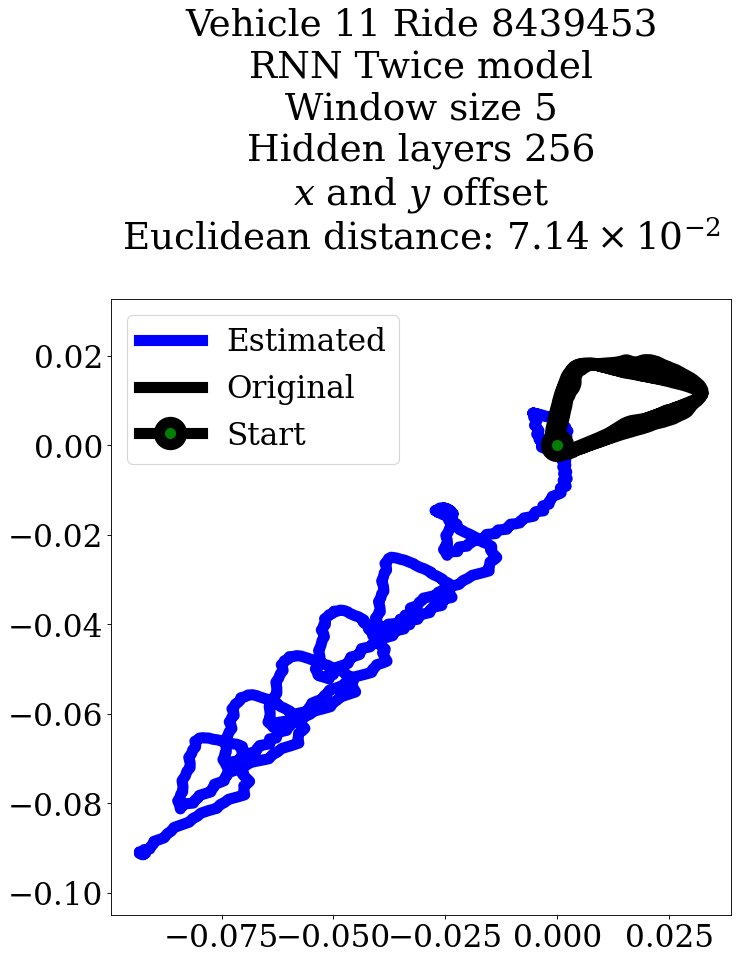 Vehicle 11 Ride 8439453
RNN Twice model
Window size 5
Hidden layers 256
x and y offset
Euclidean distance: 7.14 × 10⁻²
Estimated
Original
Start
0.02
0.00
−0.02
−0.04
−0.06
−0.08
−0.10
−0.075 −0.050 −0.025 0.000 0.025